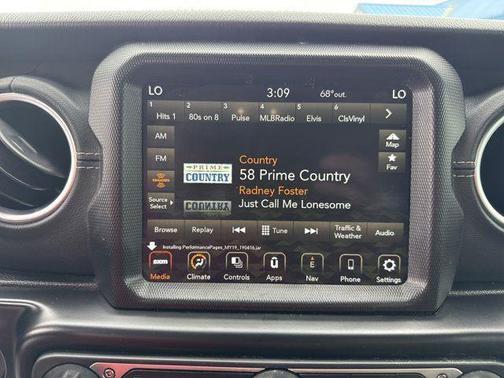 LO 3:09 68°out. LO
1 2 3 4 5 6
Hits 1 80s on 8 Pulse MLBRadio Elvis ClsVinyl
AM
FM
Source
Select
PRIME
COUNTRY
Country
58 Prime Country
Radney Foster
Just Call Me Lonesome
Map
Fav
Browse Replay Tune Traffic & Weather Audio
Installing PerformancePages_MY19_190416.jar
Media Climate Controls Apps Nav Phone Settings
E